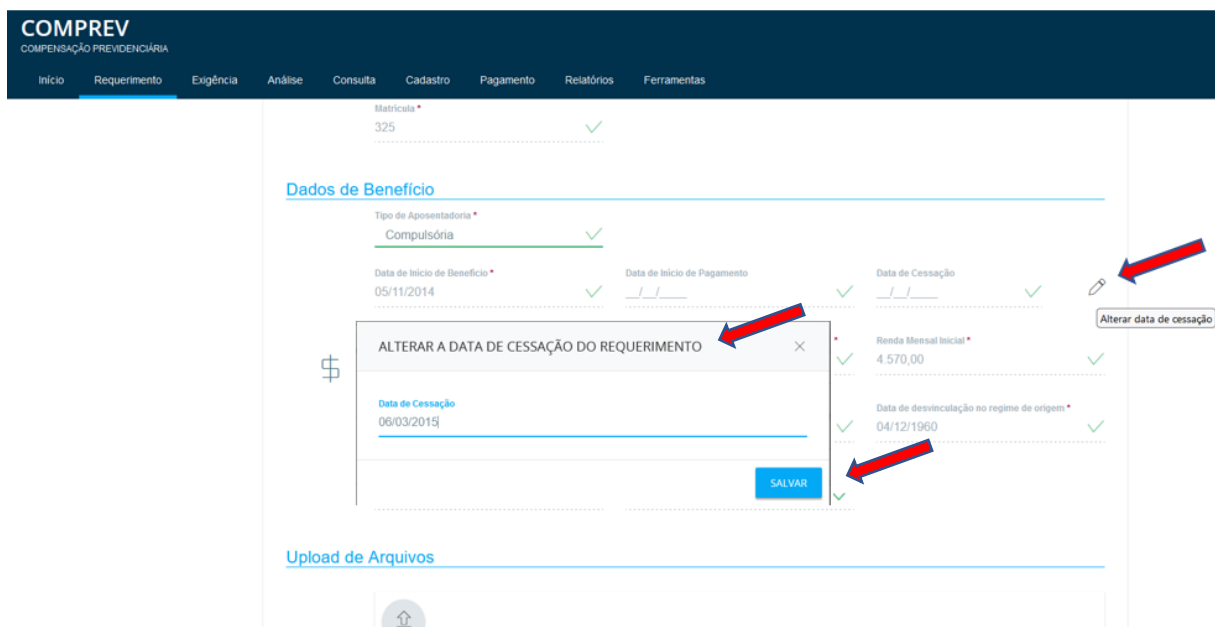 COMPREV
COMPENSAÇÃO PREVIDENCIÁRIA
Início Requerimento Exigência Análise Consulta Cadastro Pagamento Relatórios Ferramentas
Matrícula *
325
Dados de Benefício
Tipo de Aposentadoria *
Compulsória
Data de Início de Benefício * Data de Início de Pagamento Data de Cessação
05/11/2014 __/__/____ __/__/____
Alterar data de cessação
ALTERAR A DATA DE CESSAÇÃO DO REQUERIMENTO ×
* Renda Mensal Inicial *
4.570,00
Data de Cessação
06/03/2015
Data de desvinculação no regime de origem *
04/12/1960
SALVAR
Upload de Arquivos